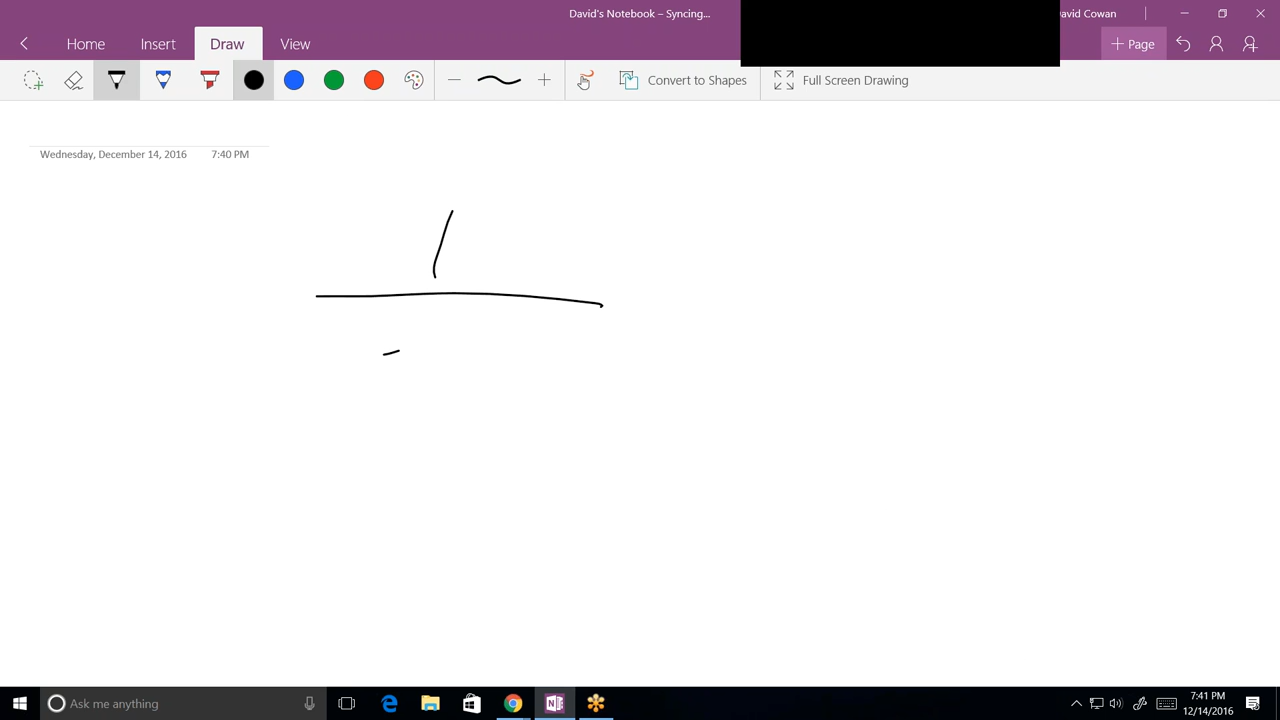 David's Notebook – Syncing...
avid Cowan
Home Insert Draw View
Page
Convert to Shapes Full Screen Drawing
Wednesday, December 14, 2016 7:40 PM
1
Ask me anything
7:41 PM
12/14/2016